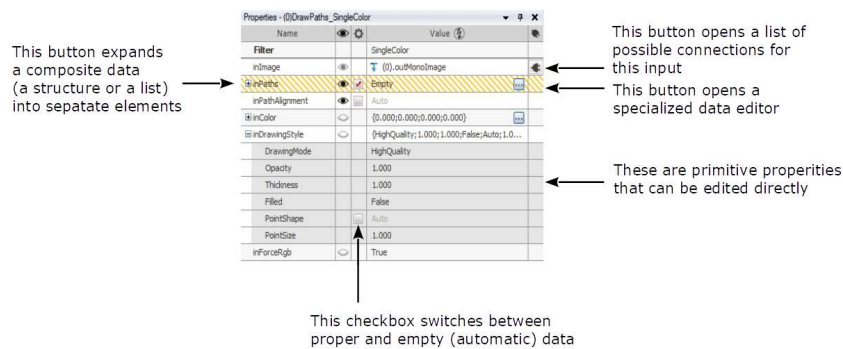 Properties - (0)DrawPaths_SingleColor
Name Value
Filter SingleColor
inImage (0).outMonoImage
inPaths Empty
inPathAlignment Auto
inColor {0.000;0.000;0.000;0.000}
inDrawingStyle {HighQuality;1.000;1.000;False;Auto;1.0...
DrawingMode HighQuality
Opacity 1.000
Thickness 1.000
Filled False
PointShape Auto
PointSize 1.000
inForceRgb True
This button expands
a composite data
(a structure or a list)
into sepatate elements
This button opens a list of
possible connections for
this input
This button opens a
specialized data editor
These are primitive properities
that can be edited directly
This checkbox switches between
proper and empty (automatic) data